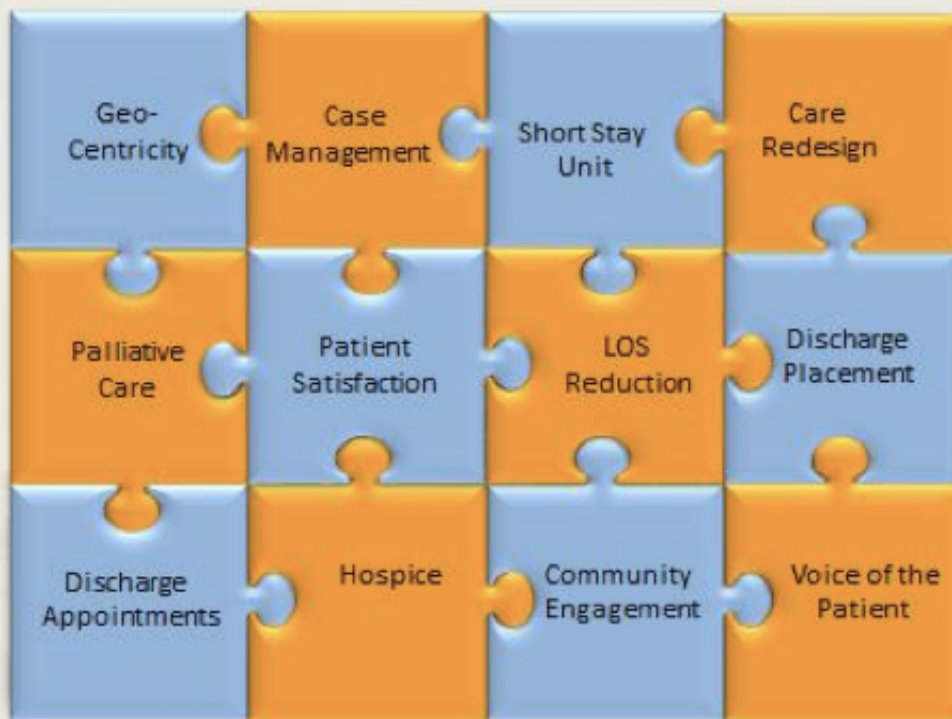 Geo-
Centricity
Case
Management
Short Stay
Unit
Care
Redesign
Palliative
Care
Patient
Satisfaction
LOS
Reduction
Discharge
Placement
Discharge
Appointments
Hospice
Community
Engagement
Voice of the
Patient